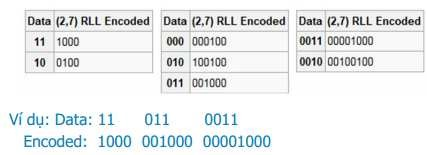 Data (2,7) RLL Encoded
11 1000
10 0100
Data (2,7) RLL Encoded
000 000100
010 100100
011 001000
Data (2,7) RLL Encoded
0011 00001000
0010 00100100
Ví dụ: Data: 11 011 0011
Encoded: 1000 001000 00001000